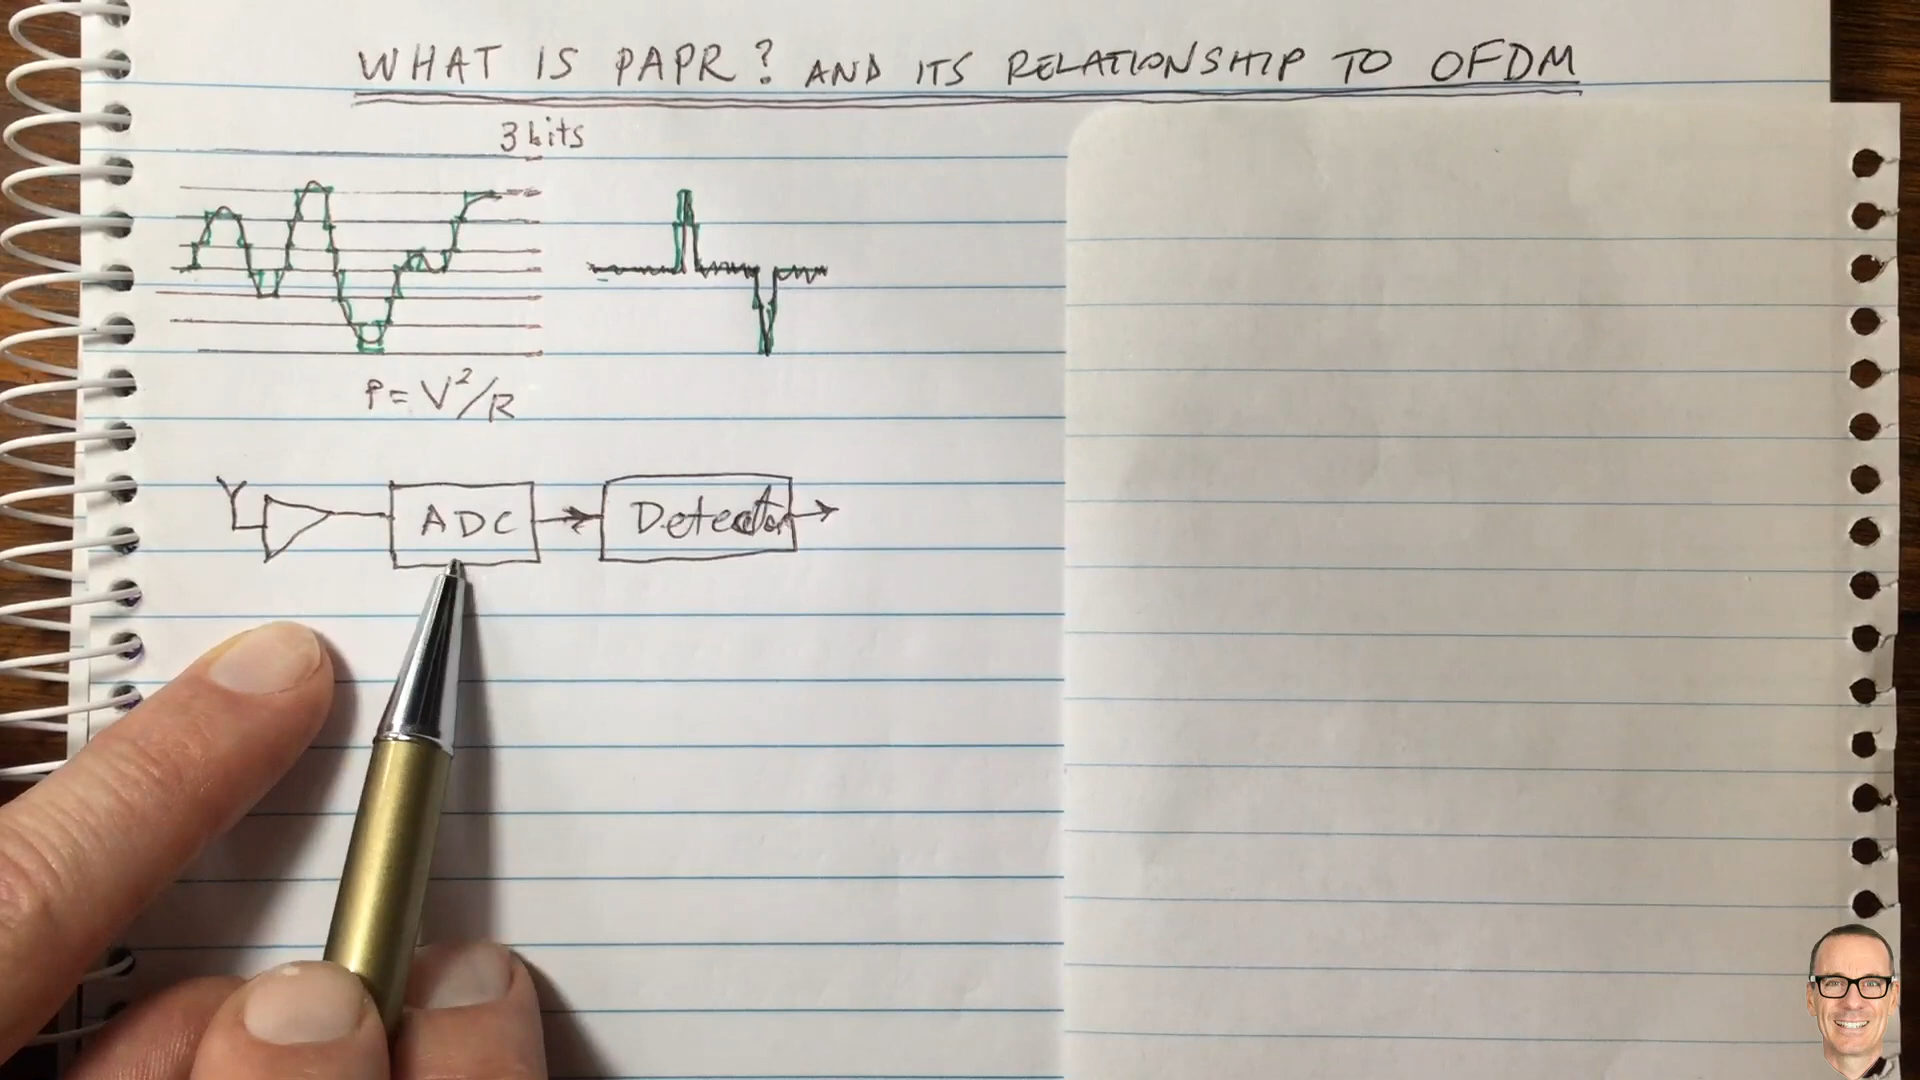 WHAT IS PAPR? AND ITS RELATIONSHIP TO OFDM
3 bits
P = V²/R
ADC
Detector